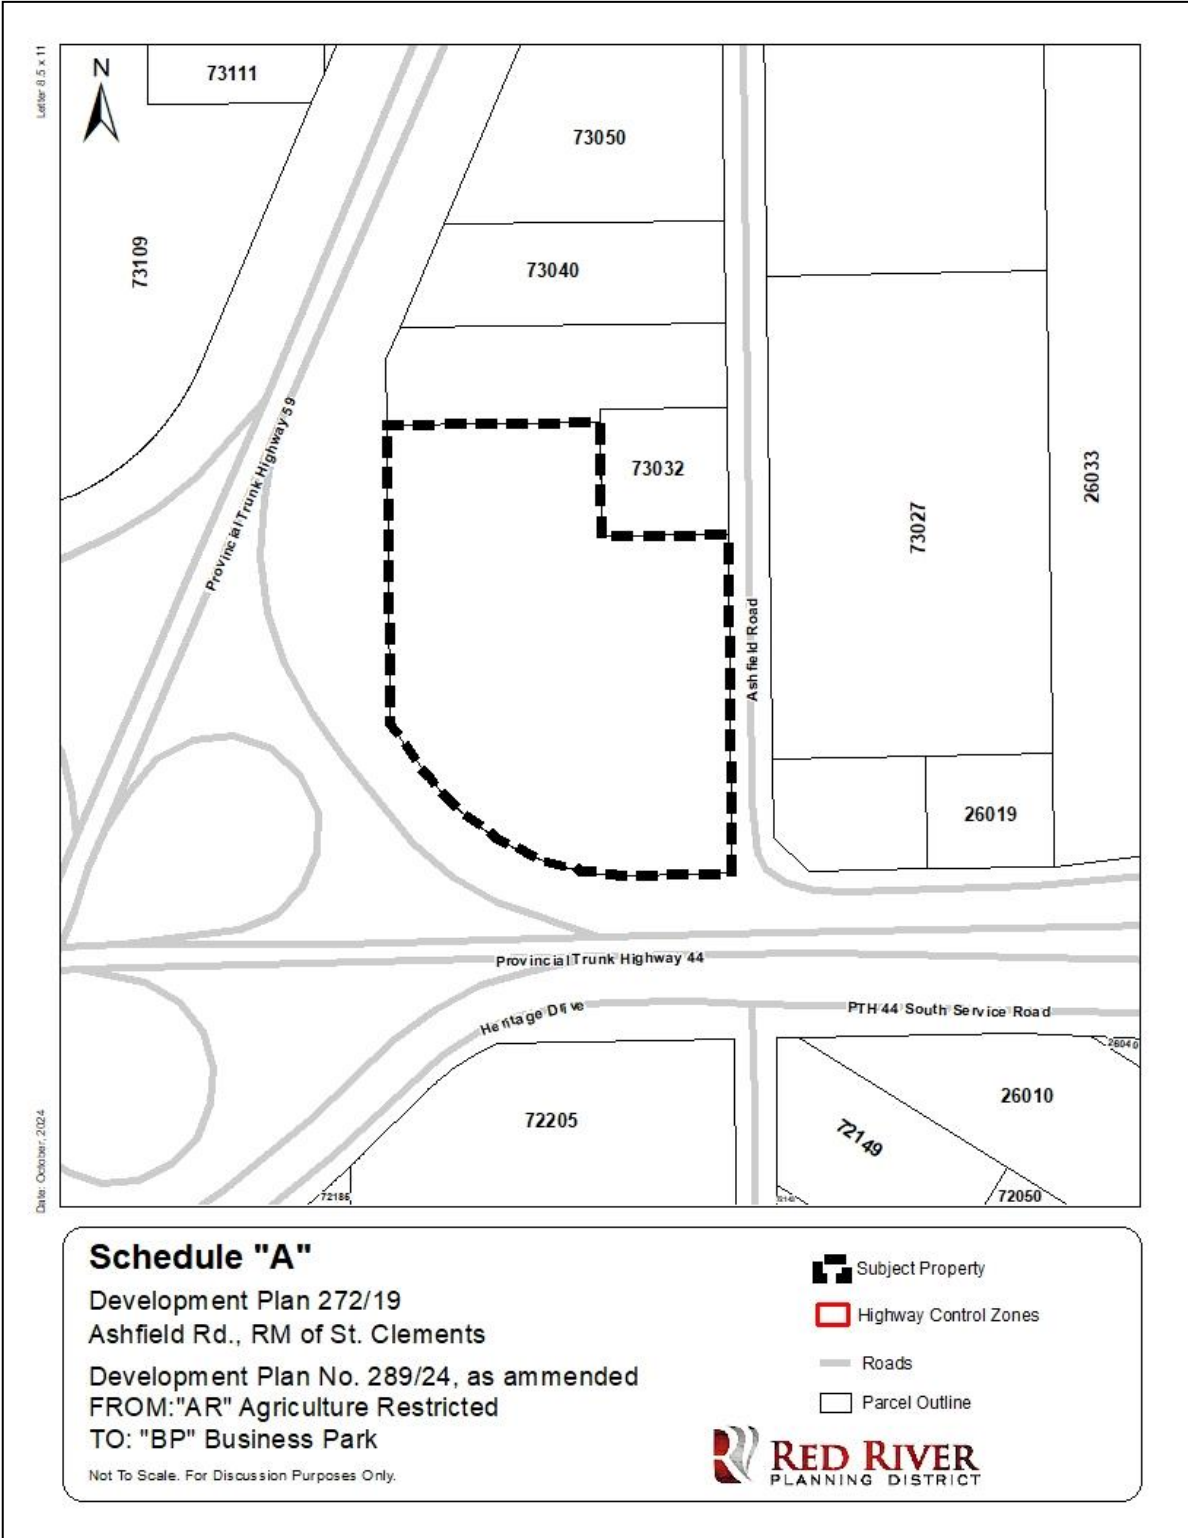 Letter 8.5 x 11
N
73111
73050
73109
73040
Provincial Trunk Highway 59
73032
26033
73027
Ashfield Road
26019
Provincial Trunk Highway 44
Heritage Drive
PTH 44 South Service Road
26040
26010
72205
72149
72186
72050
Date: October, 2024
Schedule "A"
Development Plan 272/19
Ashfield Rd., RM of St. Clements
Development Plan No. 289/24, as ammended
FROM:"AR" Agriculture Restricted
TO: "BP" Business Park
Not To Scale. For Discussion Purposes Only.
Subject Property
Highway Control Zones
Roads
Parcel Outline
RED RIVER
PLANNING DISTRICT